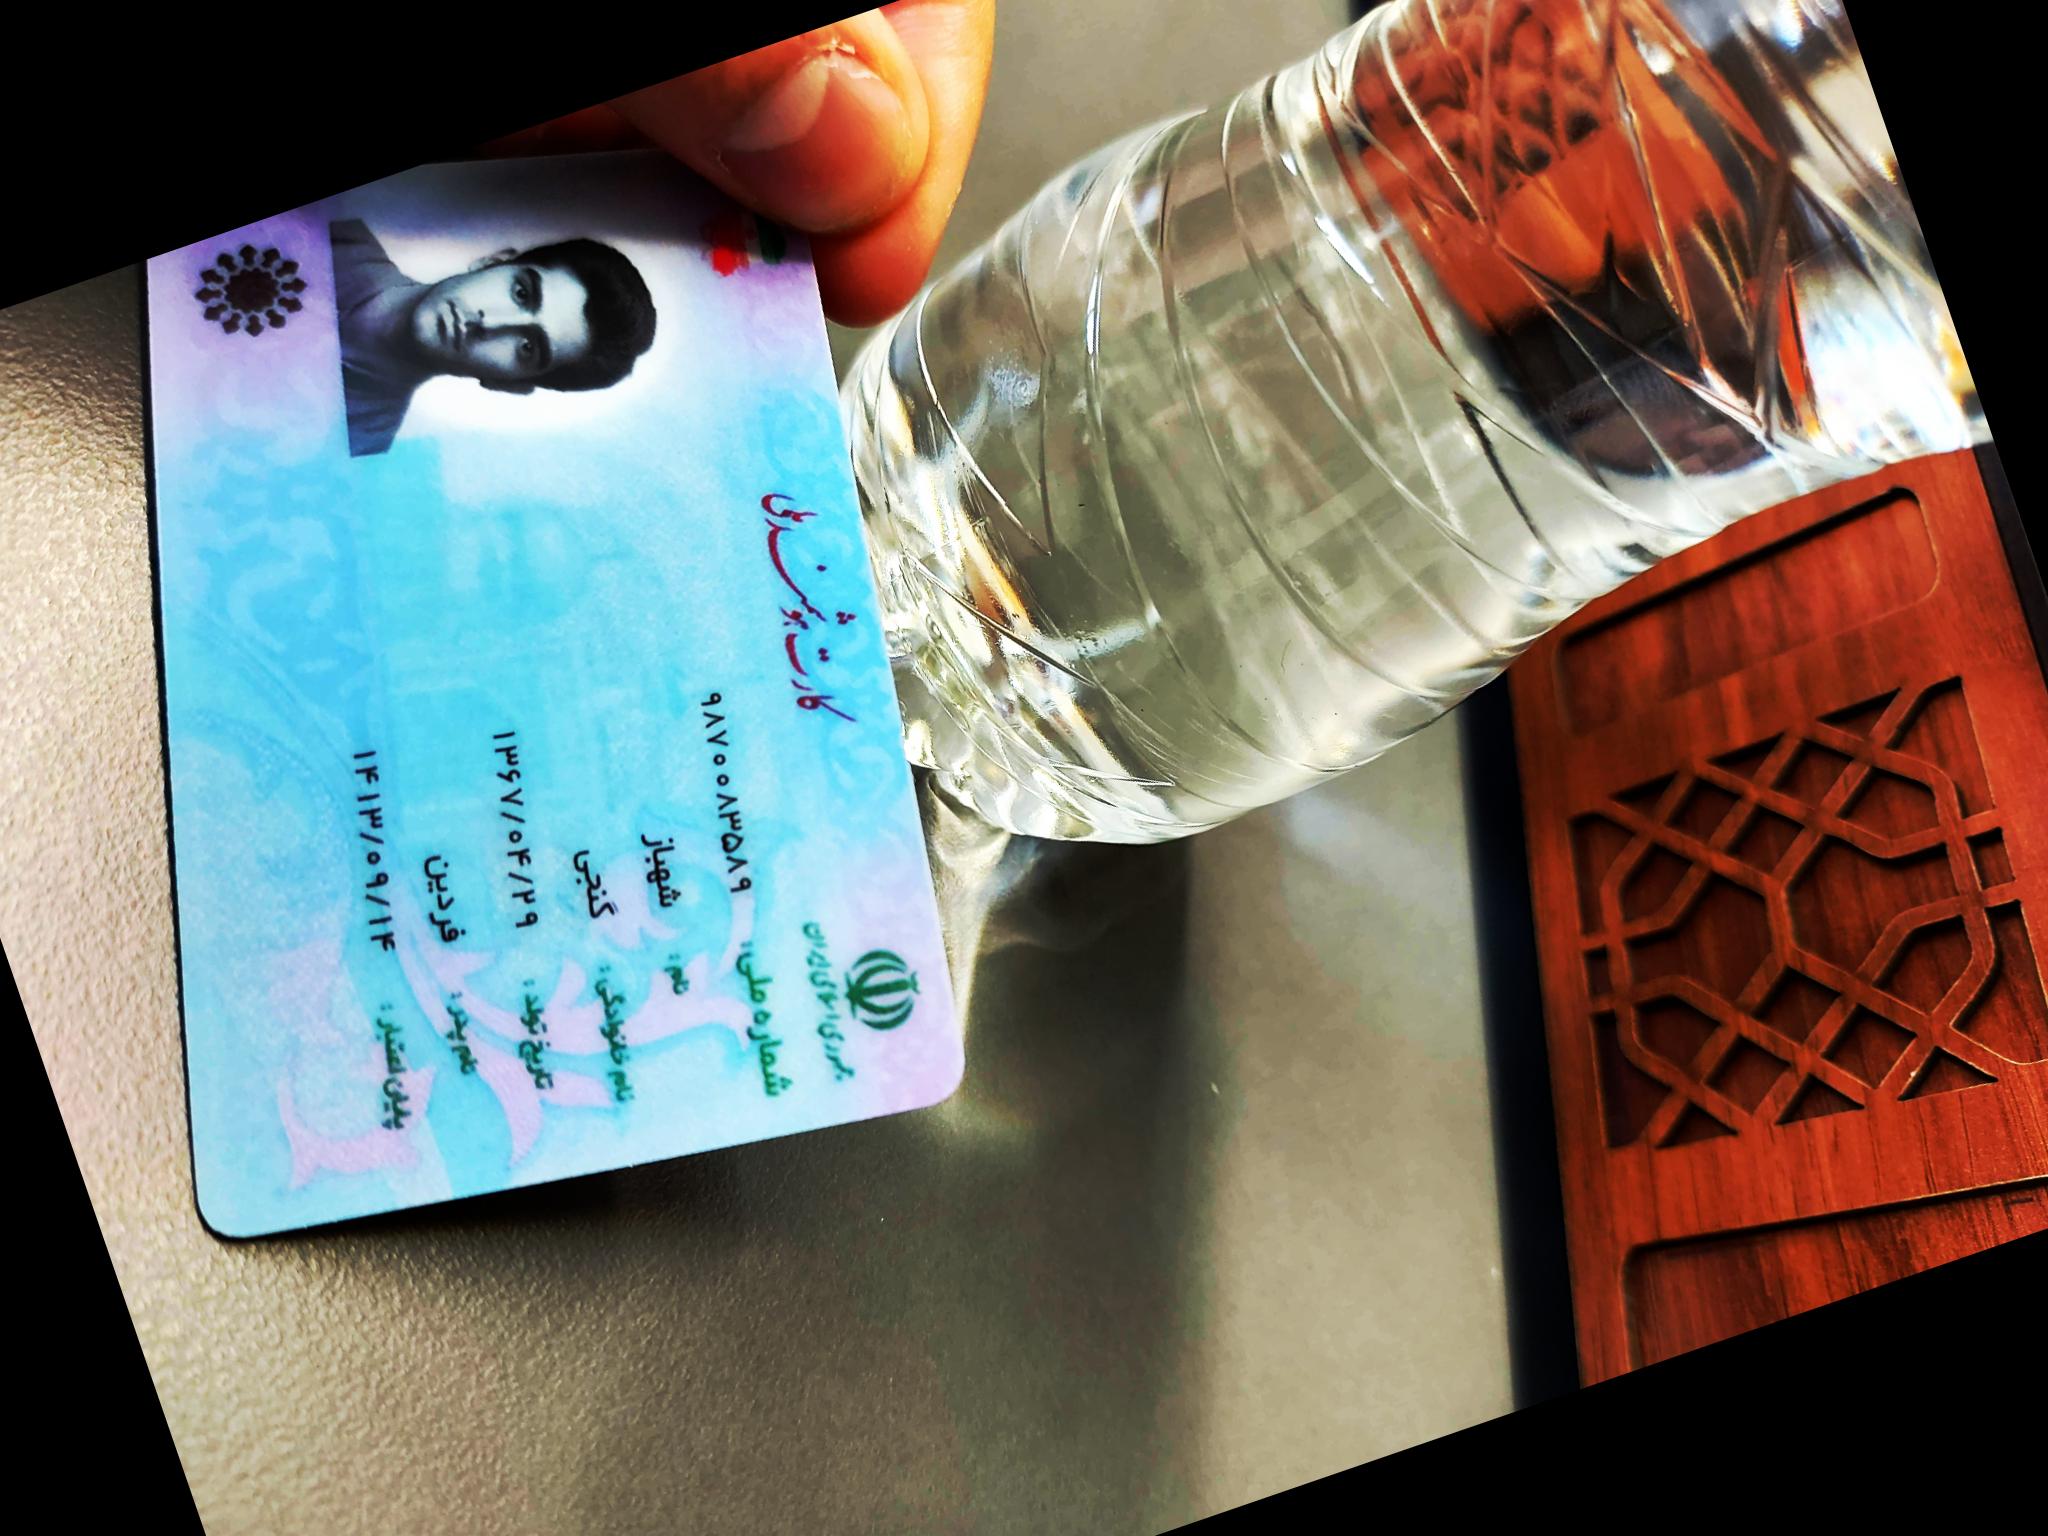 جمهوری اسلامی ایران
کارت هوشمند ملی
شماره ملی: ۹۸۷۰۰۸۳۵۸۹
نام: شهباز
نام خانوادگی: گنجی
تاریخ تولد: ۱۳۶۷/۰۴/۲۹
نام پدر: فردین
پایان اعتبار: ۱۴۱۳/۰۹/۱۴